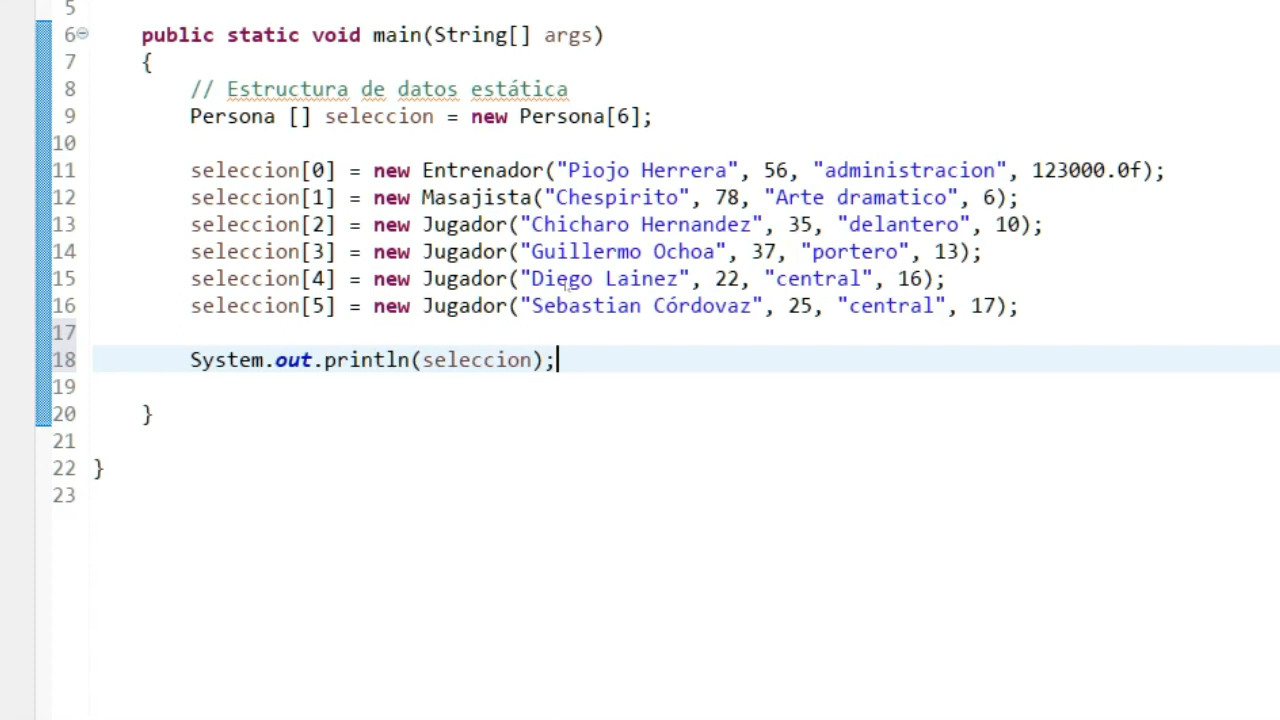 5
6 public static void main(String[] args)
7 {
8 // Estructura de datos estática
9 Persona [] seleccion = new Persona[6];
10
11 seleccion[0] = new Entrenador("Piojo Herrera", 56, "administracion", 123000.0f);
12 seleccion[1] = new Masajista("Chespirito", 78, "Arte dramatico", 6);
13 seleccion[2] = new Jugador("Chicharo Hernandez", 35, "delantero", 10);
14 seleccion[3] = new Jugador("Guillermo Ochoa", 37, "portero", 13);
15 seleccion[4] = new Jugador("Diego Lainez", 22, "central", 16);
16 seleccion[5] = new Jugador("Sebastian Córdovaz", 25, "central", 17);
17
18 System.out.println(seleccion);
19
20 }
21
22 }
23